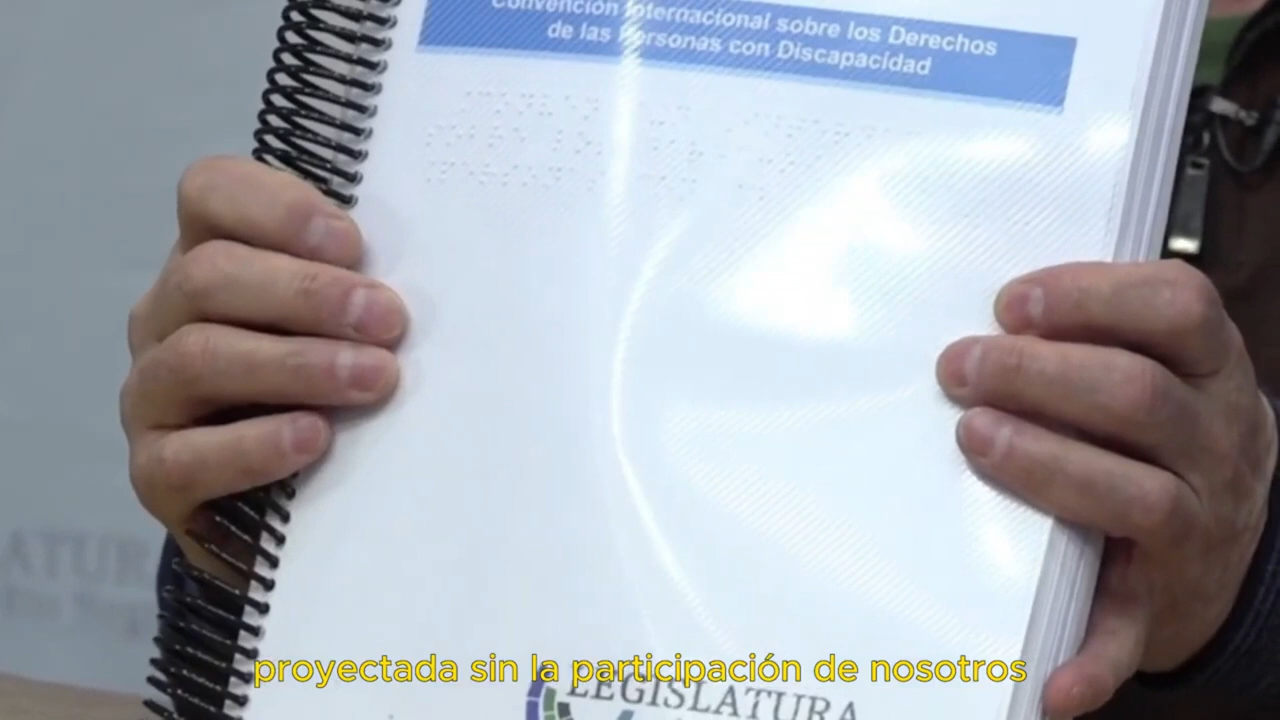 Convención Internacional sobre los Derechos
de las Personas con Discapacidad
proyectada sin la participación de nosotros
LEGISLATURA